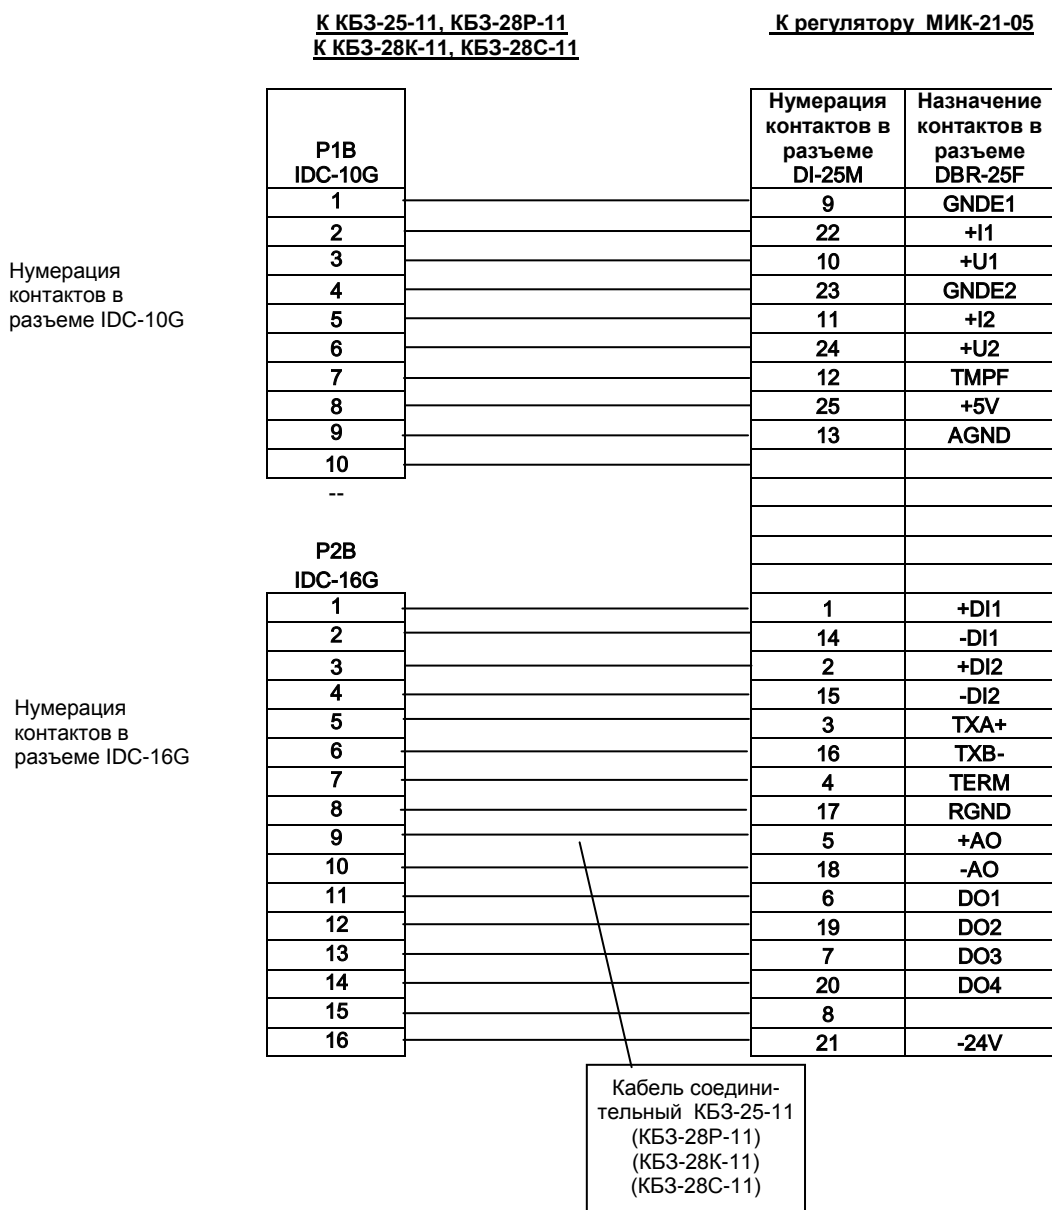 К КБЗ-25-11, КБЗ-28Р-11
К КБЗ-28К-11, КБЗ-28С-11
К регулятору МИК-21-05
P1B
IDC-10G
Нумерация
контактов в
разъеме
DI-25M
Назначение
контактов в
разъеме
DBR-25F
1 9 GNDE1
2 22 +I1
3 10 +U1
4 23 GNDE2
5 11 +I2
6 24 +U2
7 12 TMPF
8 25 +5V
9 13 AGND
10
--
Нумерация
контактов в
разъеме IDC-10G
P2B
IDC-16G
1 1 +DI1
2 14 -DI1
3 2 +DI2
4 15 -DI2
5 3 TXA+
6 16 TXB-
7 4 TERM
8 17 RGND
9 5 +AO
10 18 -AO
11 6 DO1
12 19 DO2
13 7 DO3
14 20 DO4
15 8
16 21 -24V
Нумерация
контактов в
разъеме IDC-16G
Кабель соедини-
тельный КБЗ-25-11
(КБЗ-28Р-11)
(КБЗ-28К-11)
(КБЗ-28С-11)